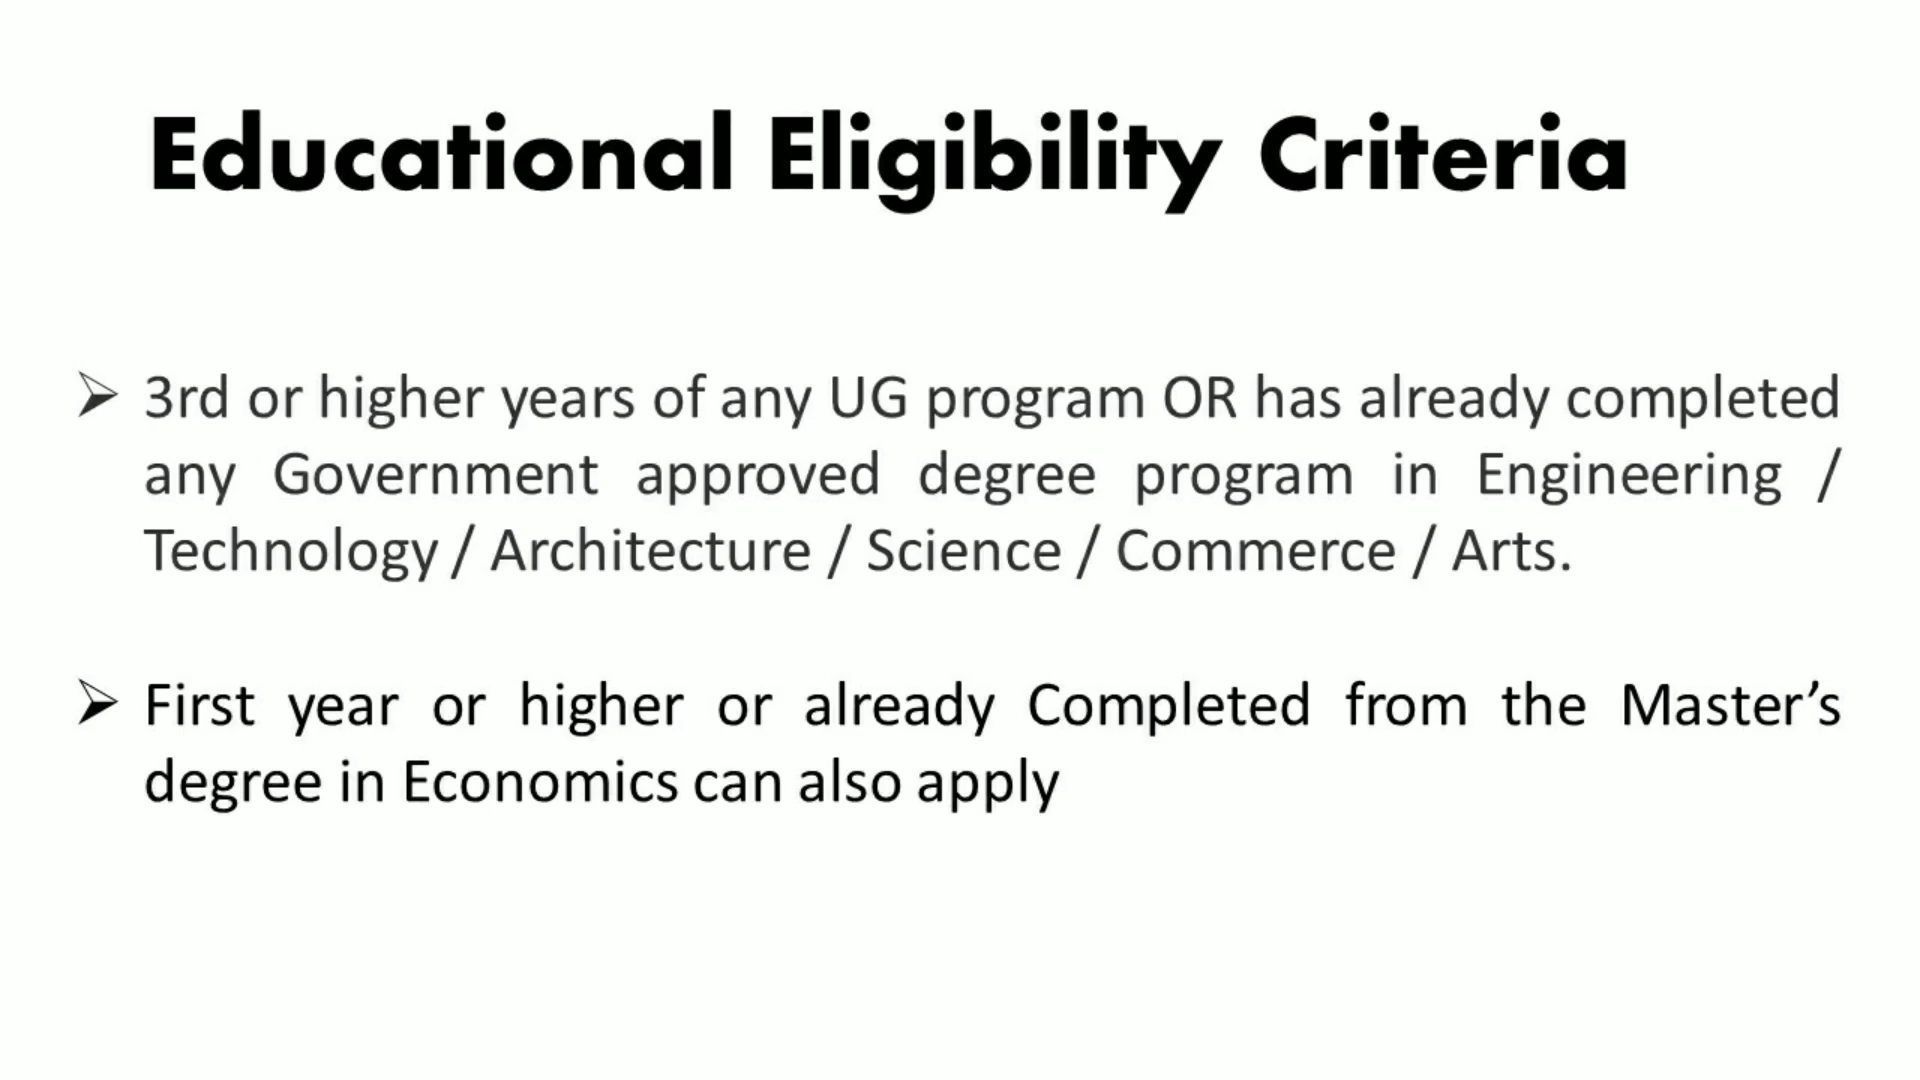 Educational Eligibility Criteria
➢ 3rd or higher years of any UG program OR has already completed
any Government approved degree program in Engineering /
Technology / Architecture / Science / Commerce / Arts.
➢ First year or higher or already Completed from the Master’s
degree in Economics can also apply